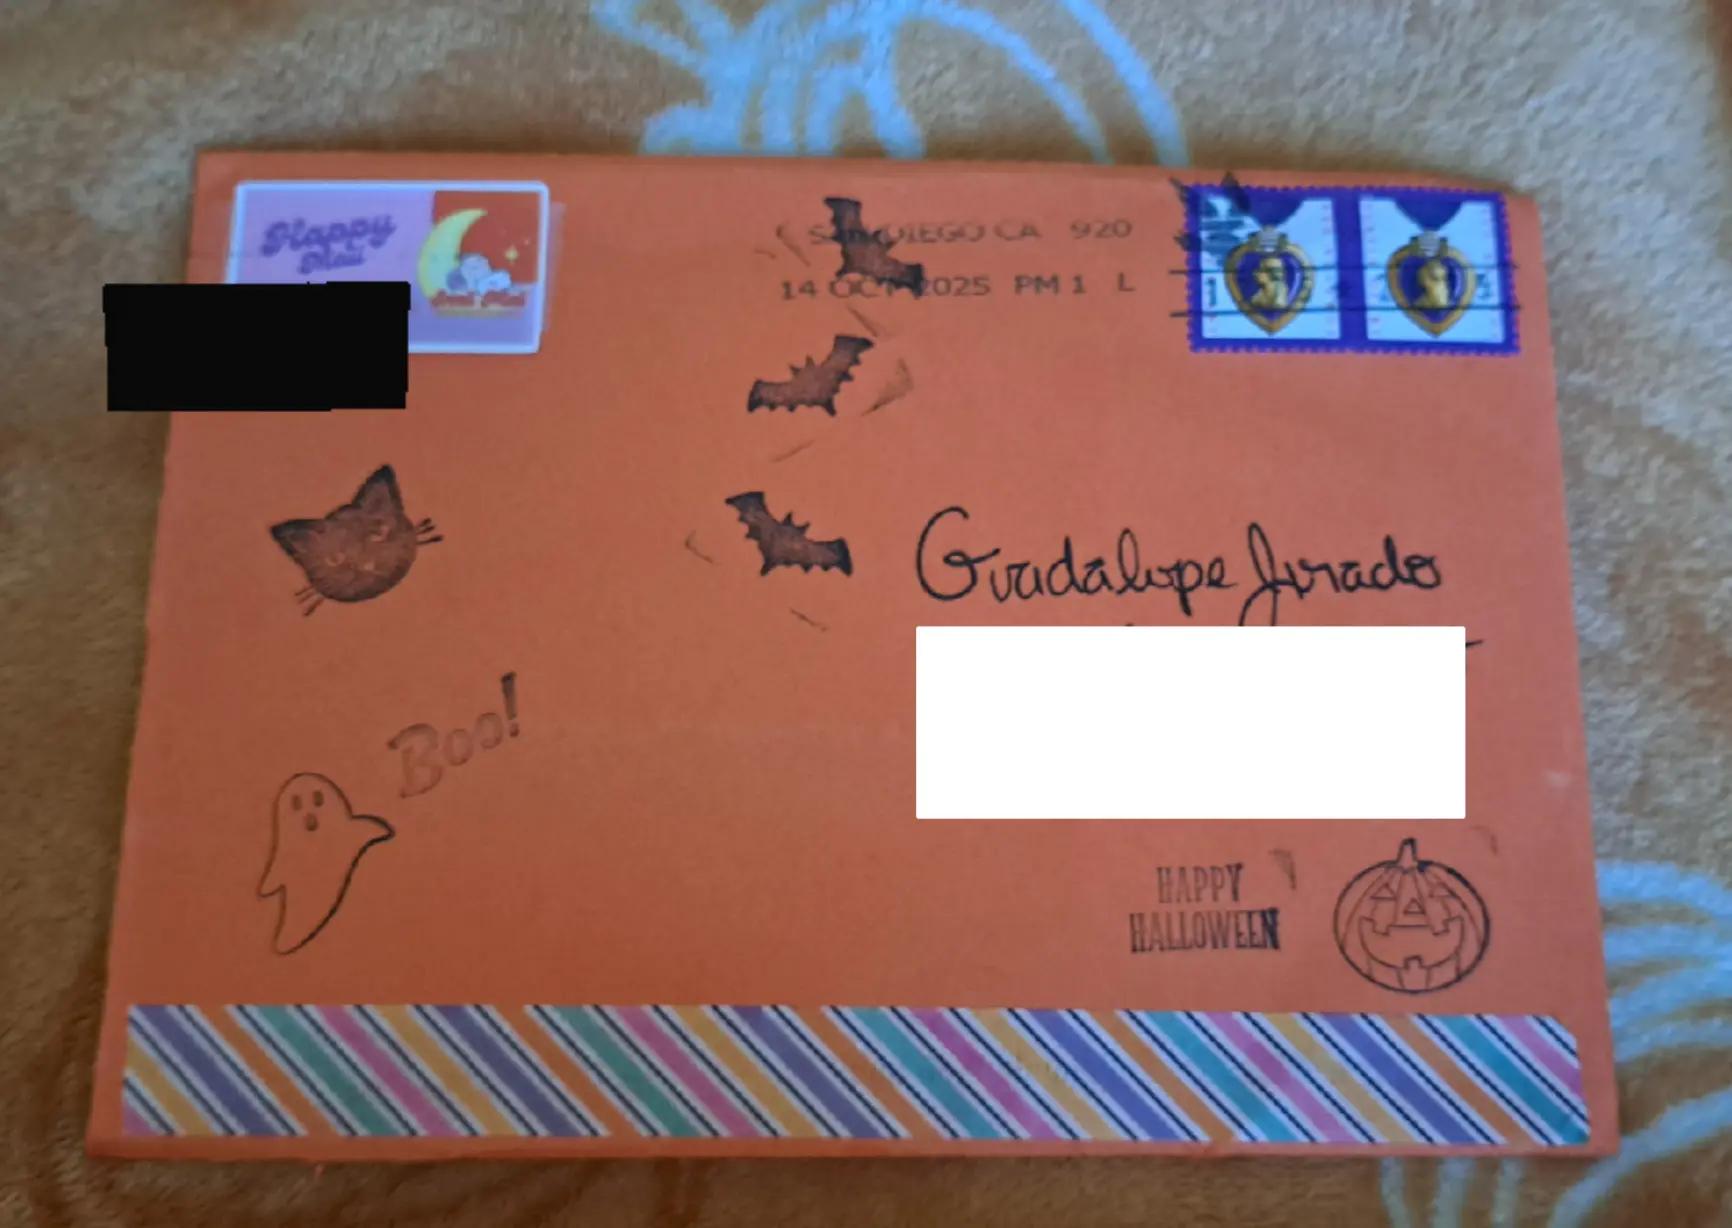 Happy
Mail
SAN DIEGO CA 920
14 OCT 2025 PM 1 L
Guadalupe Jurado
Boo!
HAPPY
HALLOWEEN